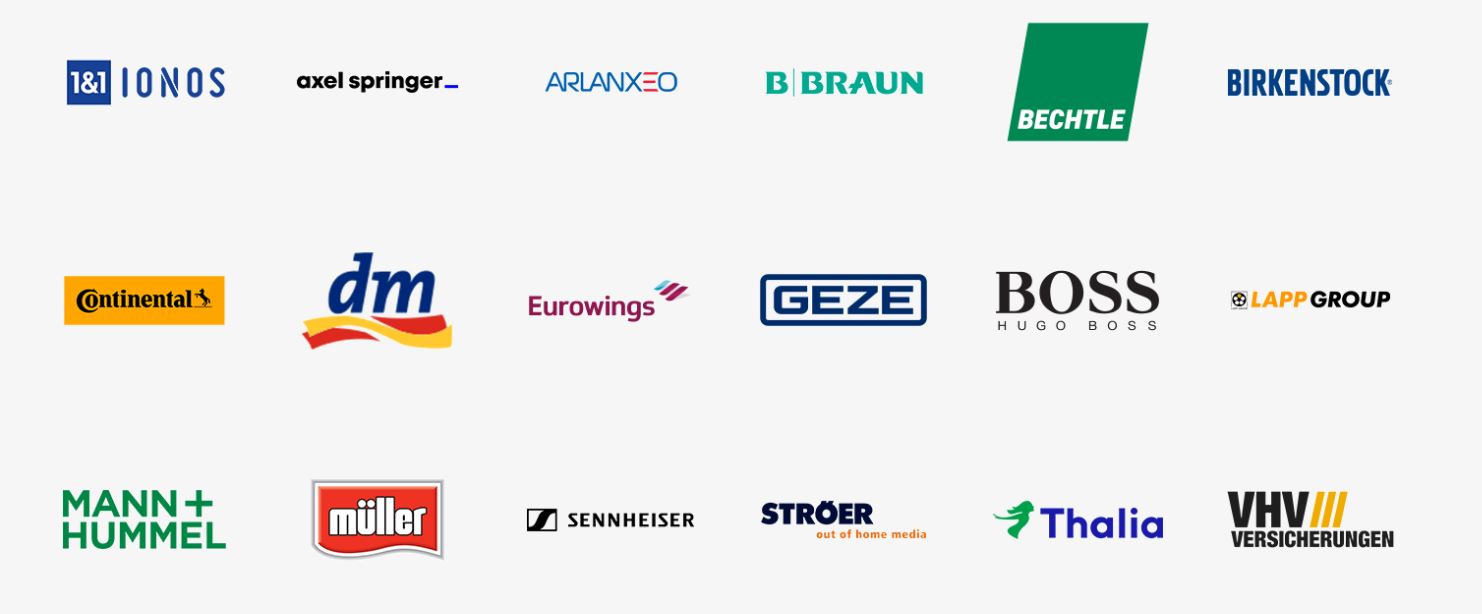 1&1 IONOS
axel springer_
ARLANXEO
B|BRAUN
BECHTLE
BIRKENSTOCK®
Continental
dm
Eurowings
GEZE
BOSS
HUGO BOSS
LAPP GROUP
MANN+
HUMMEL
müller
SENNHEISER
STRÖER
out of home media
Thalia
VHV///
VERSICHERUNGEN